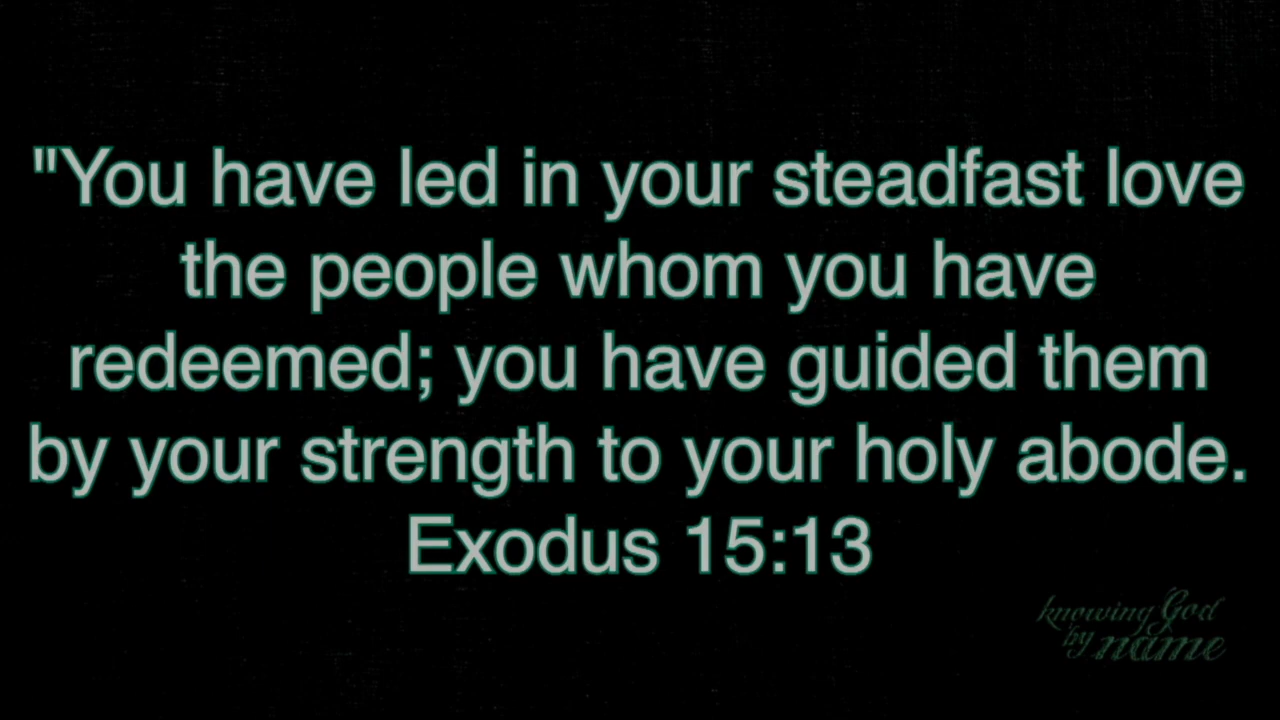 "You have led in your steadfast love
the people whom you have
redeemed; you have guided them
by your strength to your holy abode.
Exodus 15:13
knowing God
by name